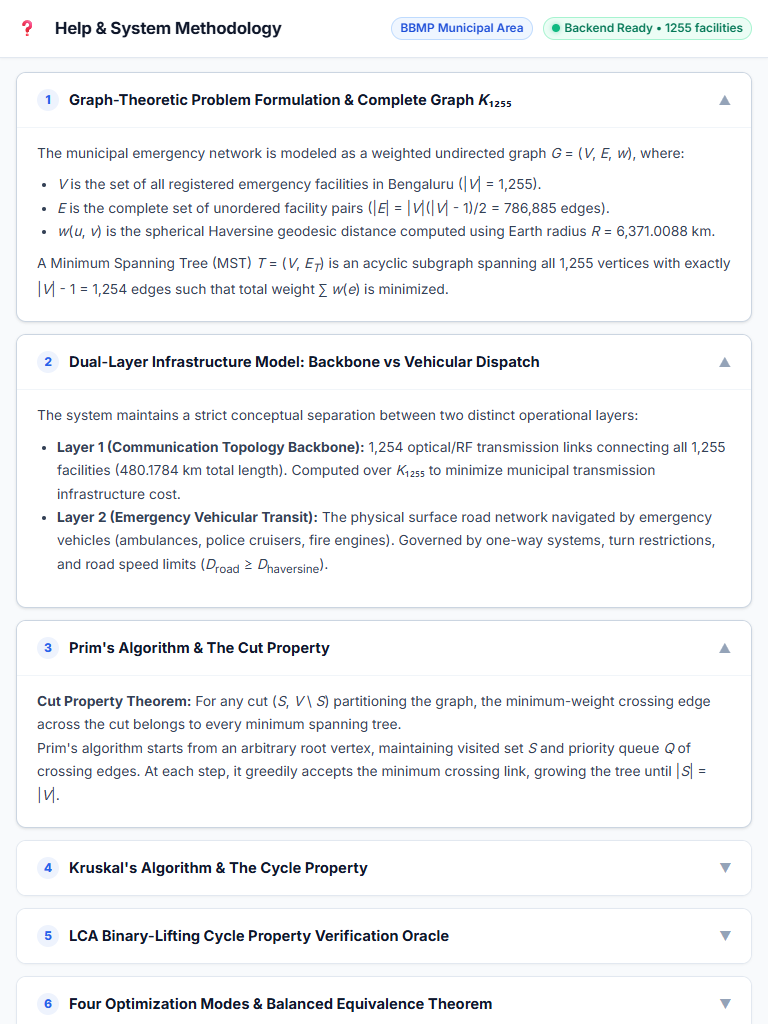 ❓ Help & System Methodology
BBMP Municipal Area
Backend Ready • 1255 facilities
1 Graph-Theoretic Problem Formulation & Complete Graph K₁₂₅₅ ▲
The municipal emergency network is modeled as a weighted undirected graph G = (V, E, w), where:
• V is the set of all registered emergency facilities in Bengaluru (|V| = 1,255).
• E is the complete set of unordered facility pairs (|E| = |V|(|V| - 1)/2 = 786,885 edges).
• w(u, v) is the spherical Haversine geodesic distance computed using Earth radius R = 6,371.0088 km.
A Minimum Spanning Tree (MST) T = (V, E_T) is an acyclic subgraph spanning all 1,255 vertices with exactly
|V| - 1 = 1,254 edges such that total weight ∑ w(e) is minimized.
2 Dual-Layer Infrastructure Model: Backbone vs Vehicular Dispatch ▲
The system maintains a strict conceptual separation between two distinct operational layers:
• Layer 1 (Communication Topology Backbone): 1,254 optical/RF transmission links connecting all 1,255
facilities (480.1784 km total length). Computed over K₁₂₅₅ to minimize municipal transmission
infrastructure cost.
• Layer 2 (Emergency Vehicular Transit): The physical surface road network navigated by emergency
vehicles (ambulances, police cruisers, fire engines). Governed by one-way systems, turn restrictions,
and road speed limits (D_road ≥ D_haversine).
3 Prim's Algorithm & The Cut Property ▲
Cut Property Theorem: For any cut (S, V \ S) partitioning the graph, the minimum-weight crossing edge
across the cut belongs to every minimum spanning tree.
Prim's algorithm starts from an arbitrary root vertex, maintaining visited set S and priority queue Q of
crossing edges. At each step, it greedily accepts the minimum crossing link, growing the tree until |S| =
|V|.
4 Kruskal's Algorithm & The Cycle Property ▼
5 LCA Binary-Lifting Cycle Property Verification Oracle ▼
6 Four Optimization Modes & Balanced Equivalence Theorem ▼